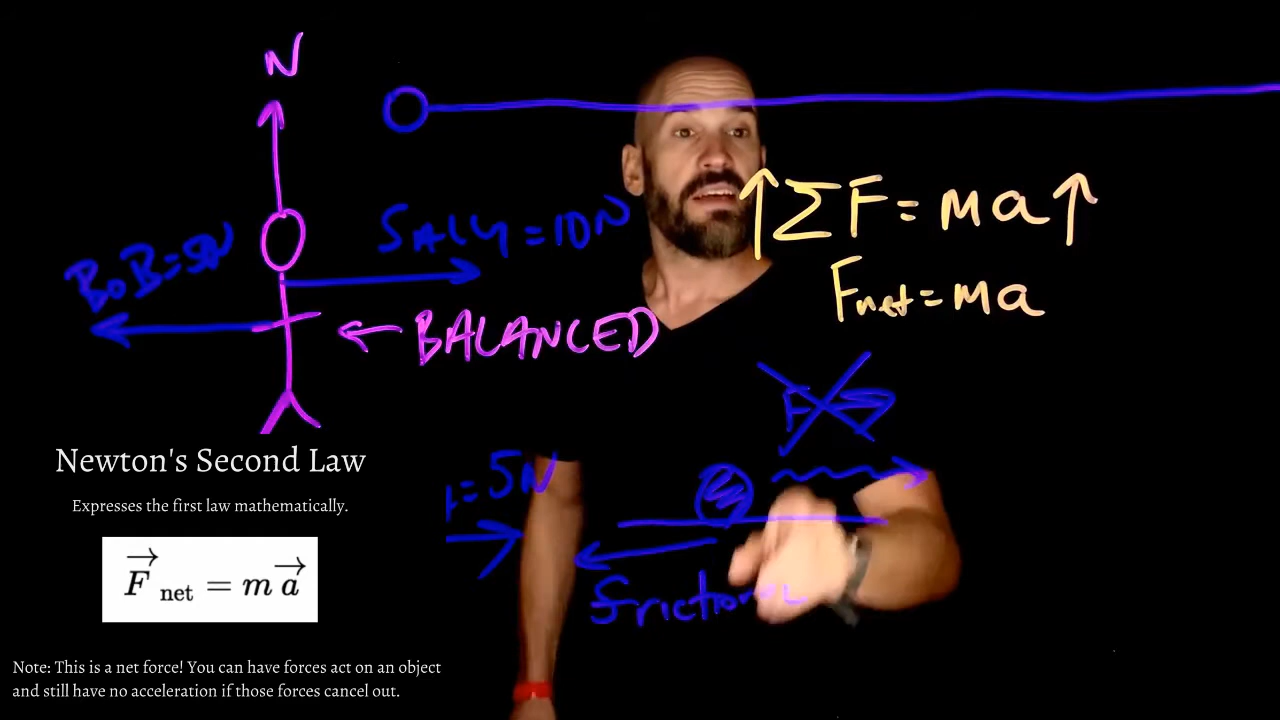 N
SAlly = 10N
BoB = 5N
↑ΣF = ma↑
Fnet = ma
← BALANCED
= 5N
Newton's Second Law
Expresses the first law mathematically.
F net = m a
Note: This is a net force! You can have forces act on an object
and still have no acceleration if those forces cancel out.